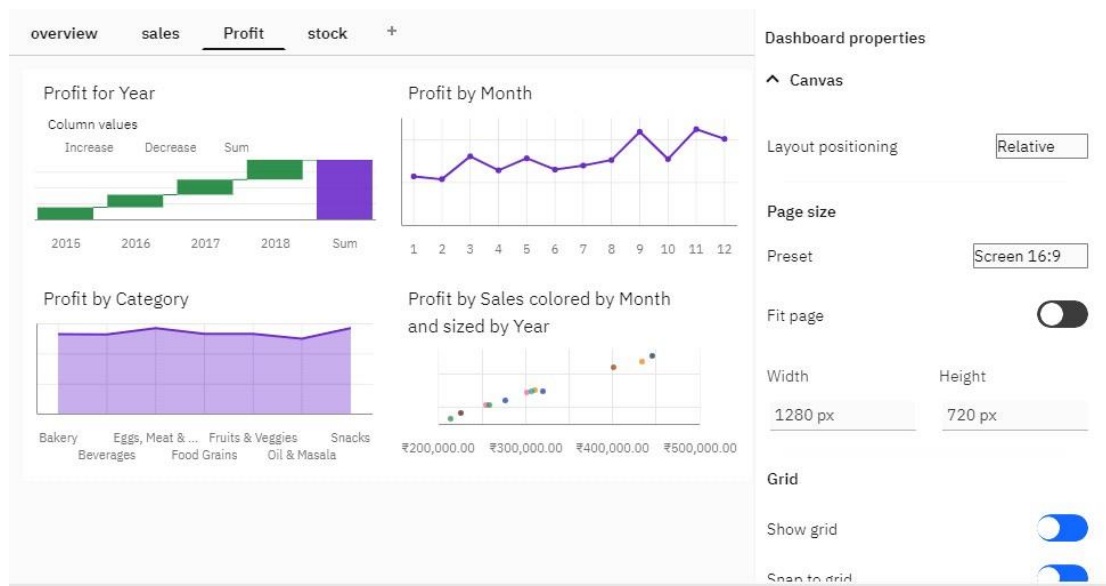 overview sales Profit stock +
Profit for Year
Column values
Increase Decrease Sum
2015 2016 2017 2018 Sum
Profit by Month
1 2 3 4 5 6 7 8 9 10 11 12
Profit by Category
Bakery Eggs, Meat & ... Fruits & Veggies Snacks
Beverages Food Grains Oil & Masala
Profit by Sales colored by Month
and sized by Year
₹200,000.00 ₹300,000.00 ₹400,000.00 ₹500,000.00
Dashboard properties
Canvas
Layout positioning Relative
Page size
Preset Screen 16:9
Fit page
Width Height
1280 px 720 px
Grid
Show grid
Snap to grid